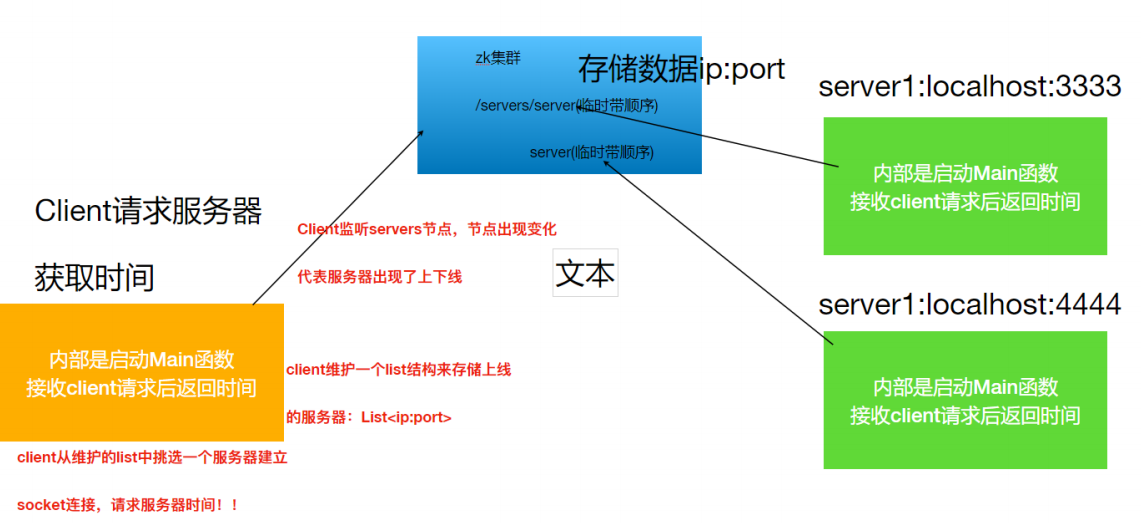 zk集群
存储数据ip:port
/servers/server(临时带顺序)
server(临时带顺序)
server1:localhost:3333
内部是启动Main函数
接收client请求后返回时间
Client请求服务器
获取时间
Client监听servers节点，节点出现变化
代表服务器出现了上下线
文本
server1:localhost:4444
内部是启动Main函数
接收client请求后返回时间
内部是启动Main函数
接收client请求后返回时间
client维护一个list结构来存储上线
的服务器：List<ip:port>
client从维护的list中挑选一个服务器建立
socket连接，请求服务器时间！！